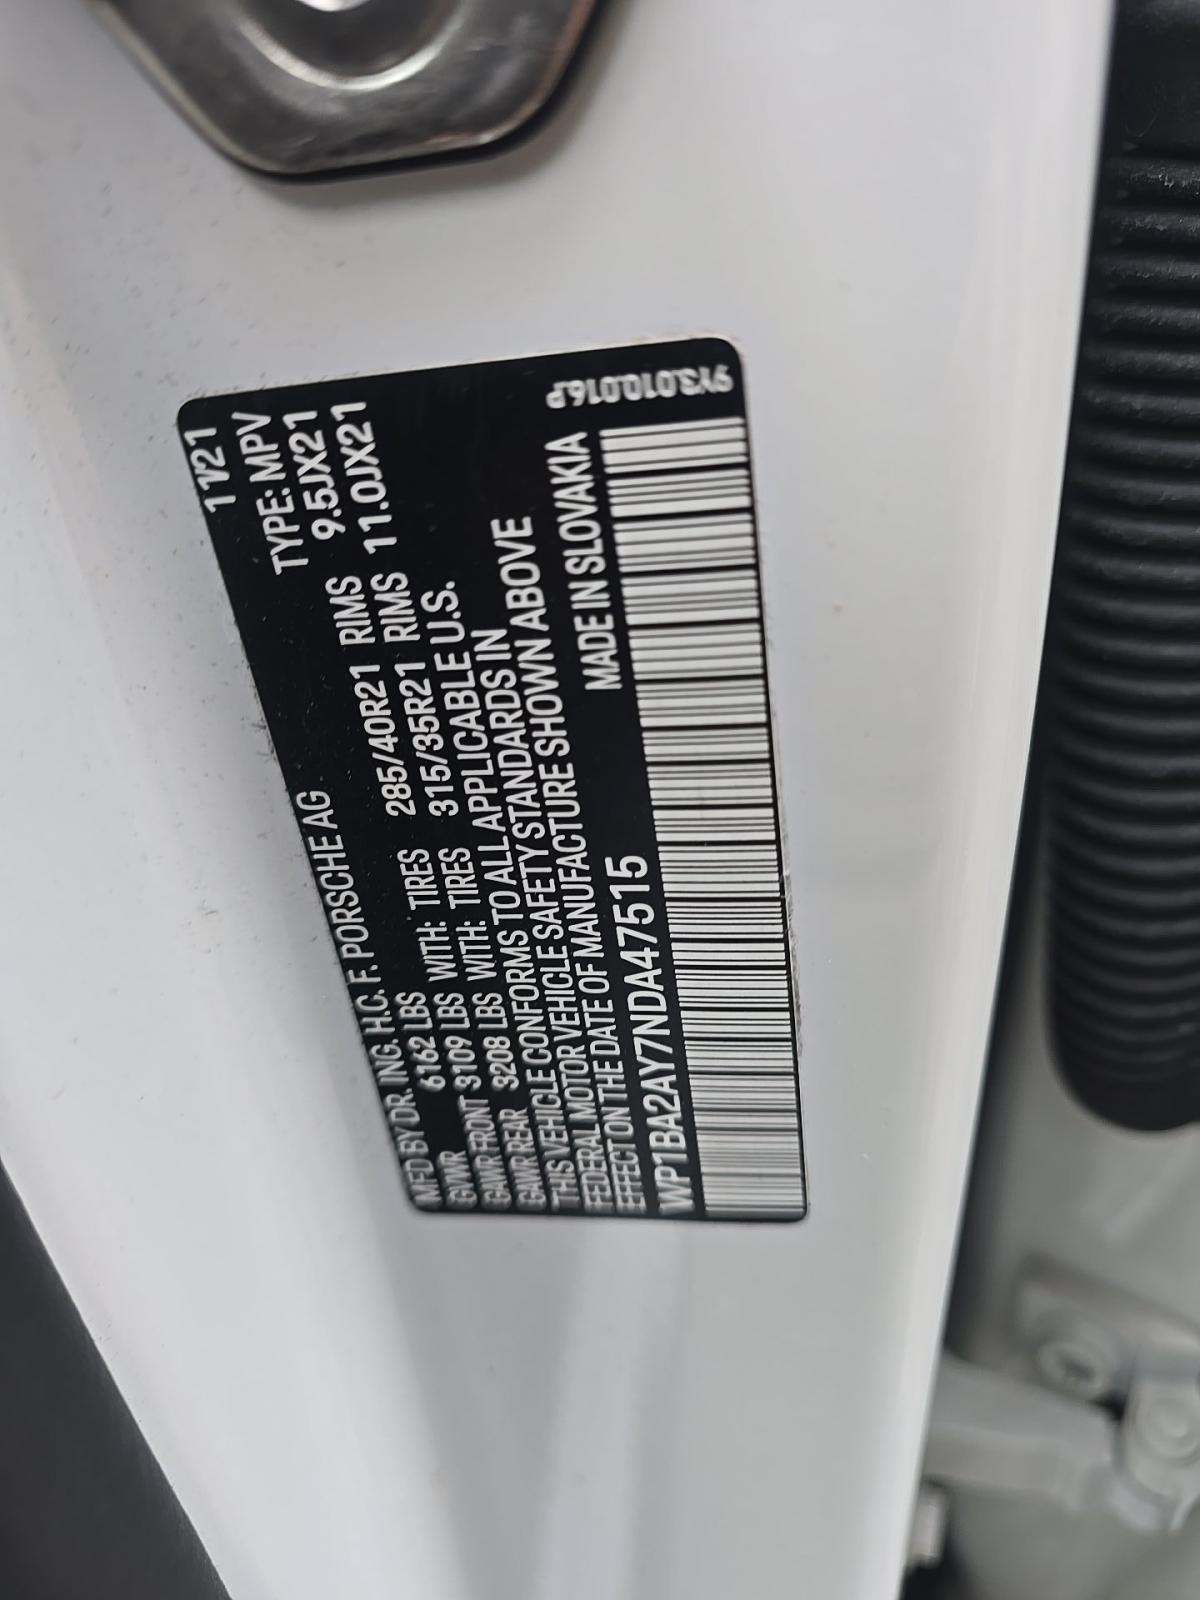 11/21
MFD BY DR. ING. H.C. F. PORSCHE AG TYPE: MPV
GVWR 6162 LBS WITH: TIRES 285/40R21 RIMS 9.5JX21
GAWR FRONT 3109 LBS WITH: TIRES 315/35R21 RIMS 11.0JX21
GAWR REAR 3208 LBS
THIS VEHICLE CONFORMS TO ALL APPLICABLE U.S.
FEDERAL MOTOR VEHICLE SAFETY STANDARDS IN
EFFECT ON THE DATE OF MANUFACTURE SHOWN ABOVE
WP1BA2AY7NDA47515 MADE IN SLOVAKIA
9Y3.010.016.P